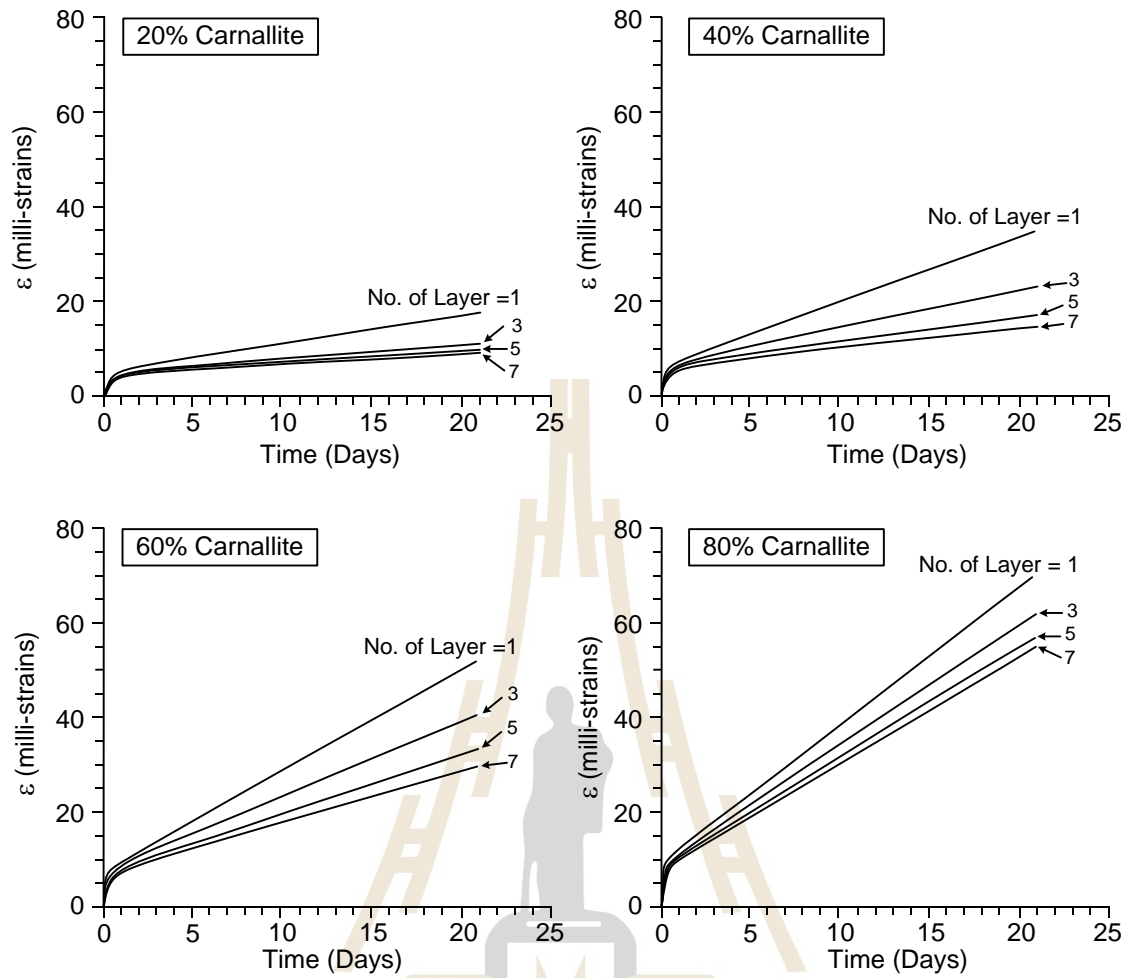 20% Carnallite
80
60
40
20
0
ε (milli-strains)
No. of Layer =1
3
5
7
0 5 10 15 20 25
Time (Days)
40% Carnallite
80
60
40
20
0
ε (milli-strains)
No. of Layer =1
3
5
7
0 5 10 15 20 25
Time (Days)
60% Carnallite
80
60
40
20
0
ε (milli-strains)
No. of Layer =1
3
5
7
0 5 10 15 20 25
Time (Days)
80% Carnallite
80
60
40
20
0
ε (milli-strains)
No. of Layer = 1
3
5
7
0 5 10 15 20 25
Time (Days)